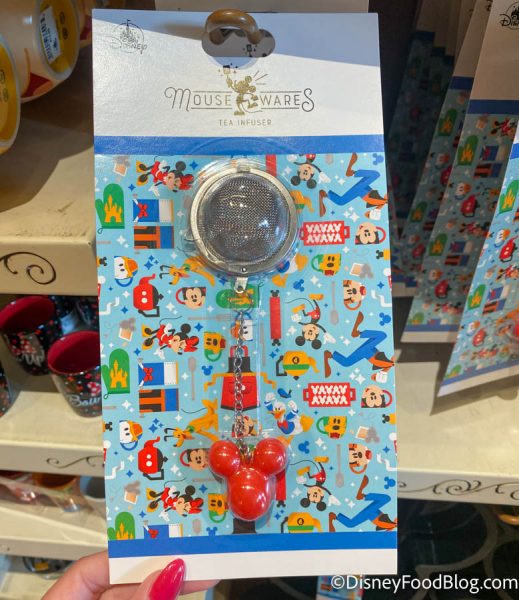 Disney
MOUSE WARES
TEA INFUSER
©DisneyFoodBlog.com